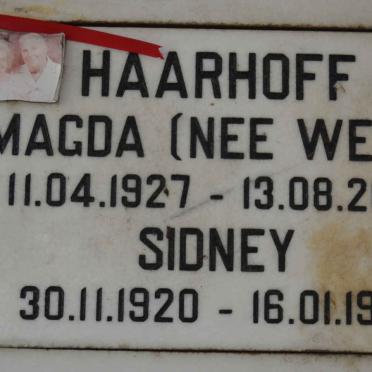 HAARHOFF
MAGDA (NEE WE
11.04.1927 - 13.08.2
SIDNEY
30.11.1920 - 16.01.19